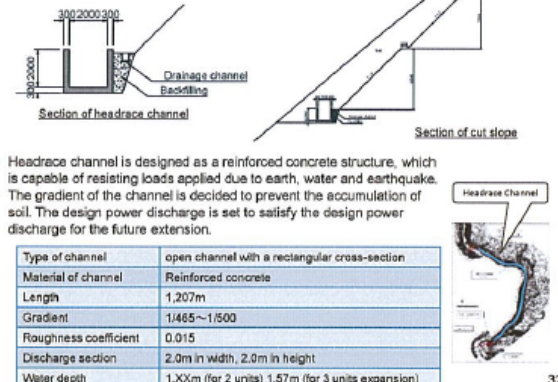 300 2000 300
2000
300
Drainage channel
Backfilling
Section of headrace channel
Section of cut slope
Headrace channel is designed as a reinforced concrete structure, which
is capable of resisting loads applied due to earth, water and earthquake.
The gradient of the channel is decided to prevent the accumulation of
soil. The design power discharge is set to satisfy the design power
discharge for the future extension.
Headrace Channel
Type of channel open channel with a rectangular cross-section
Material of channel Reinforced concrete
Length 1,207m
Gradient 1/465~1/500
Roughness coefficient 0.015
Discharge section 2.0m in width, 2.0m in height
Water depth 1.XXm (for 2 units) 1.57m (for 3 units expansion)